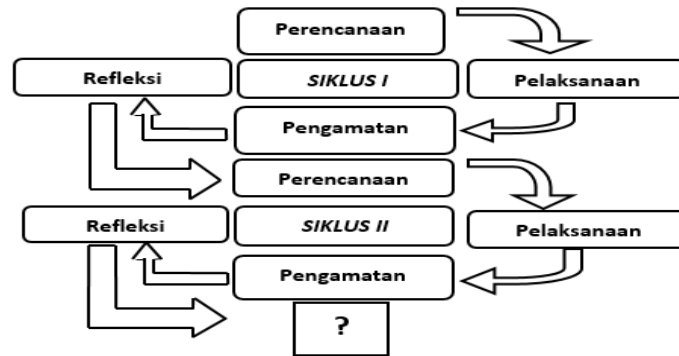 Perencanaan
Refleksi
SIKLUS I
Pelaksanaan
Pengamatan
Perencanaan
Refleksi
SIKLUS II
Pelaksanaan
Pengamatan
?